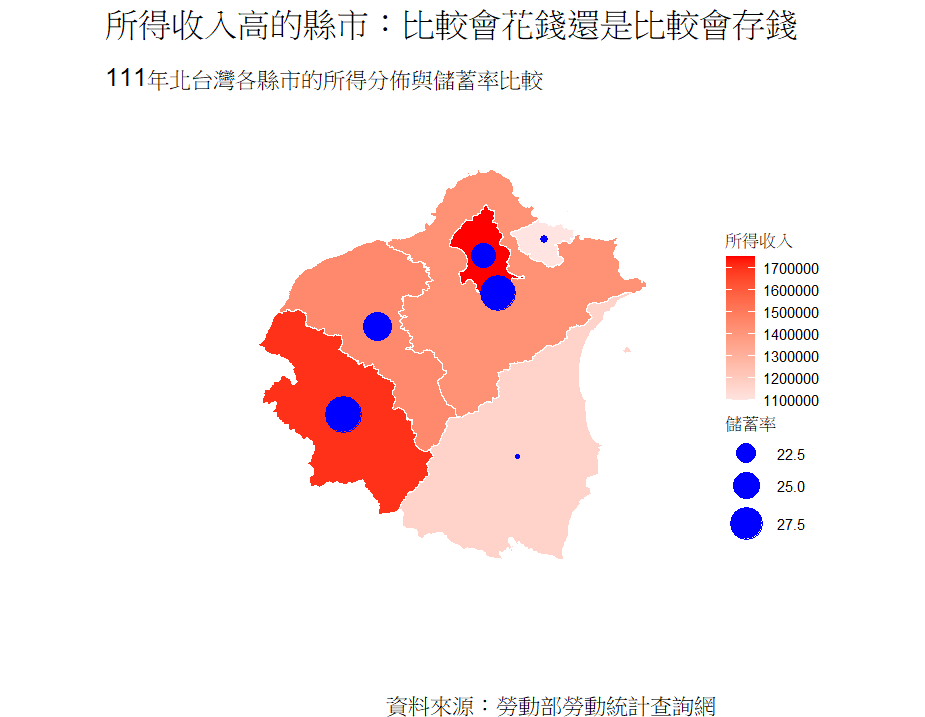 所得收入高的縣市：比較會花錢還是比較會存錢
111年北台灣各縣市的所得分佈與儲蓄率比較
所得收入
1700000
1600000
1500000
1400000
1300000
1200000
1100000
儲蓄率
22.5
25.0
27.5
資料來源：勞動部勞動統計查詢網